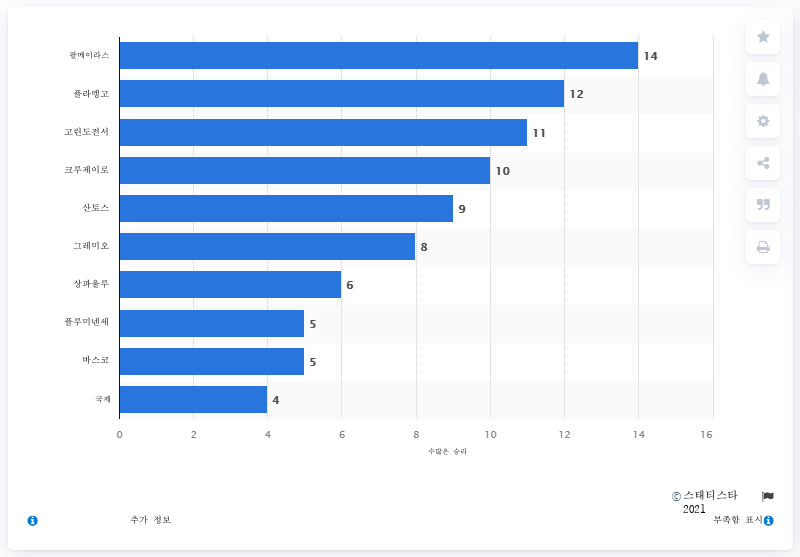 팔메이라스 14
플라멩고 12
고린도전서 11
크루제이로 10
산토스 9
그레미오 8
상파울루 6
플루미넨세 5
바스코 5
국제 4
0 2 4 6 8 10 12 14 16
수많은 승리
© 스태티스타
2021
추가 정보
부족함 표시